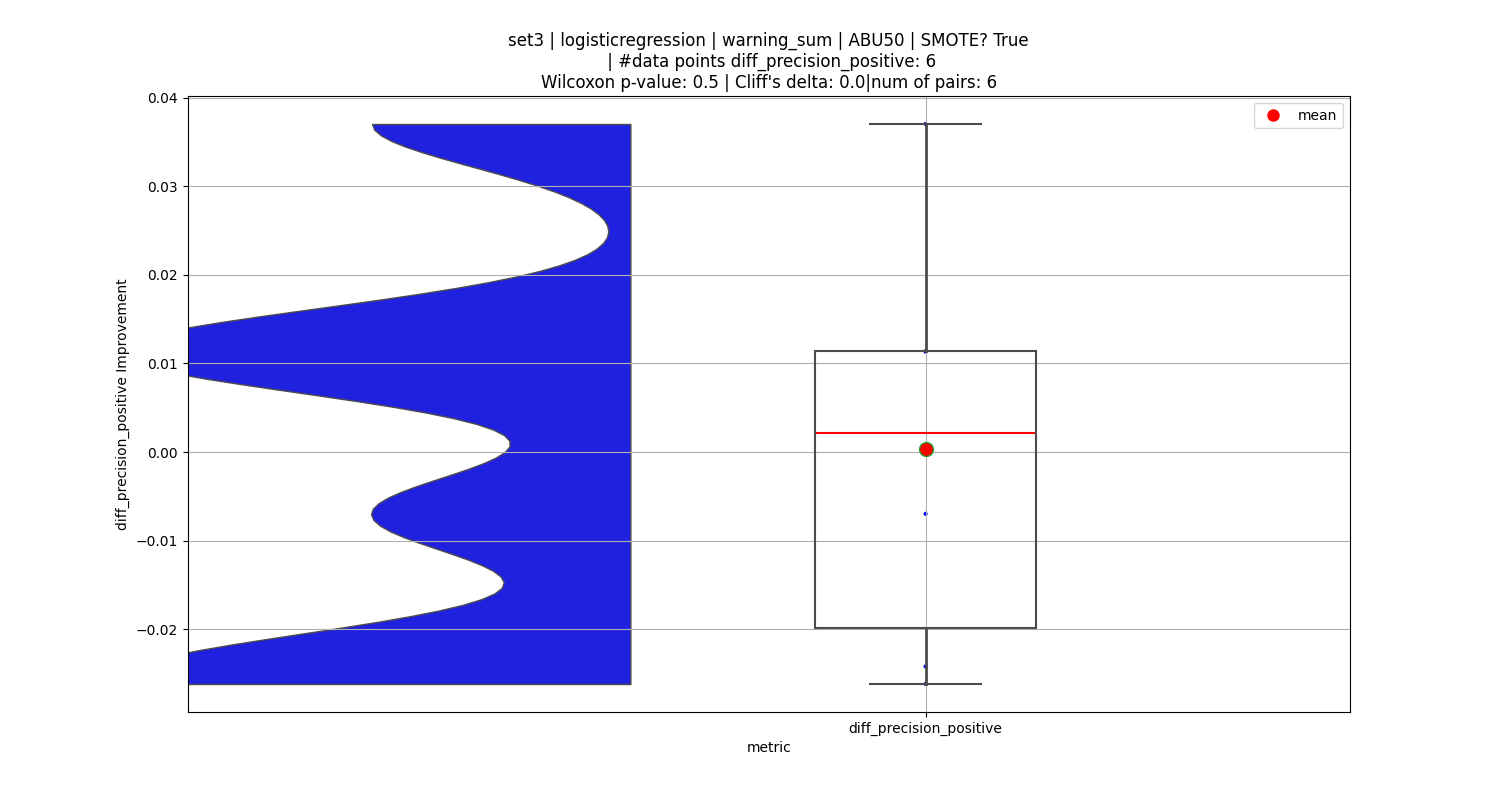 set3 | logisticregression | warning_sum | ABU50 | SMOTE? True
| #data points diff_precision_positive: 6
Wilcoxon p-value: 0.5 | Cliff's delta: 0.0|num of pairs: 6
mean
0.04
0.03
0.02
0.01
0.00
−0.01
−0.02
diff_precision_positive Improvement
diff_precision_positive
metric